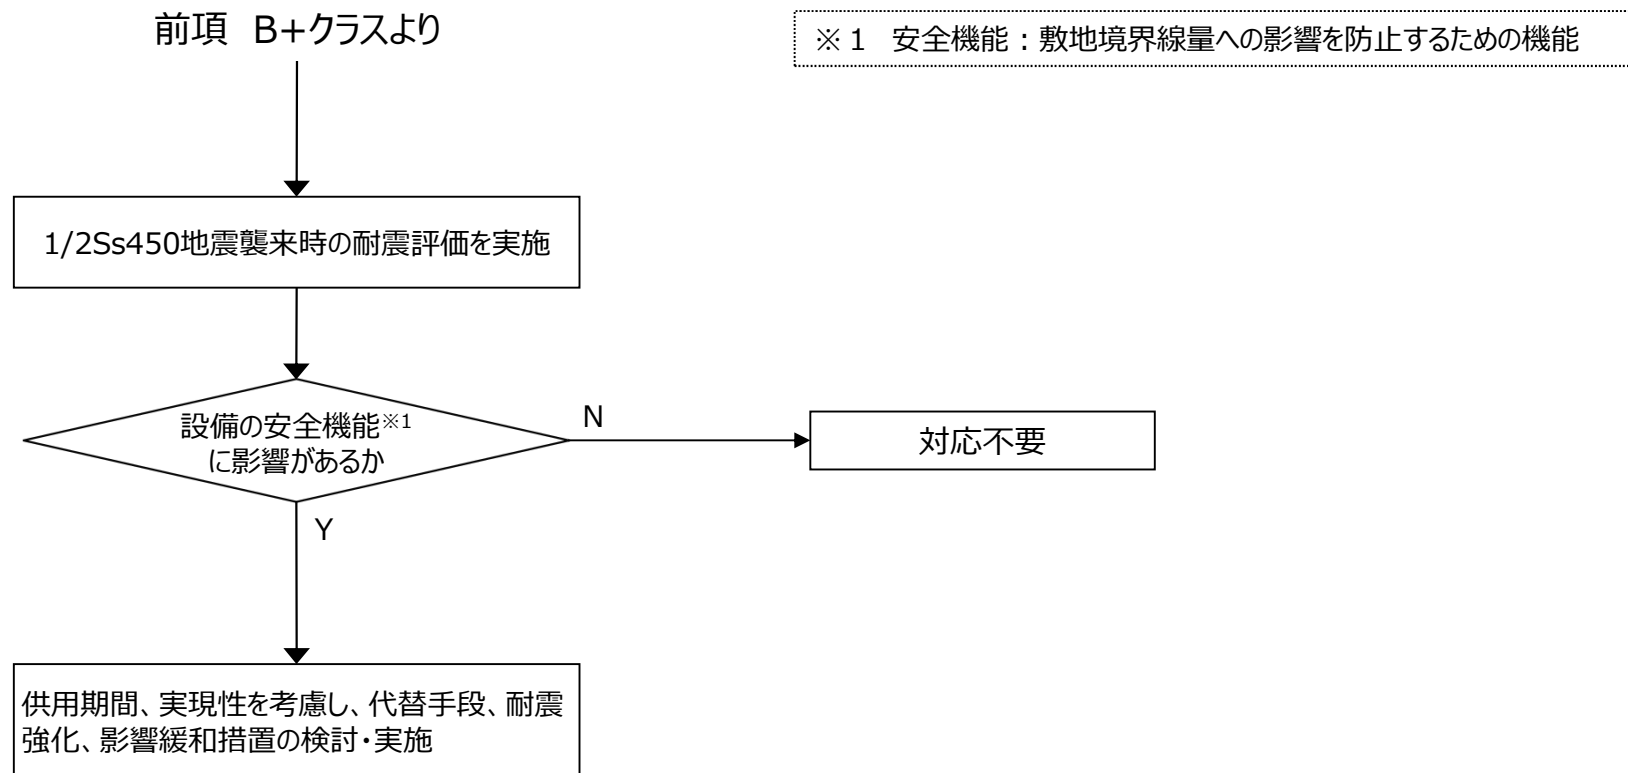 前項 B+クラスより
※1 安全機能：敷地境界線量への影響を防止するための機能
1/2Ss450地震襲来時の耐震評価を実施
設備の安全機能※1
に影響があるか
N
対応不要
Y
供用期間、実現性を考慮し、代替手段、耐震
強化、影響緩和措置の検討・実施